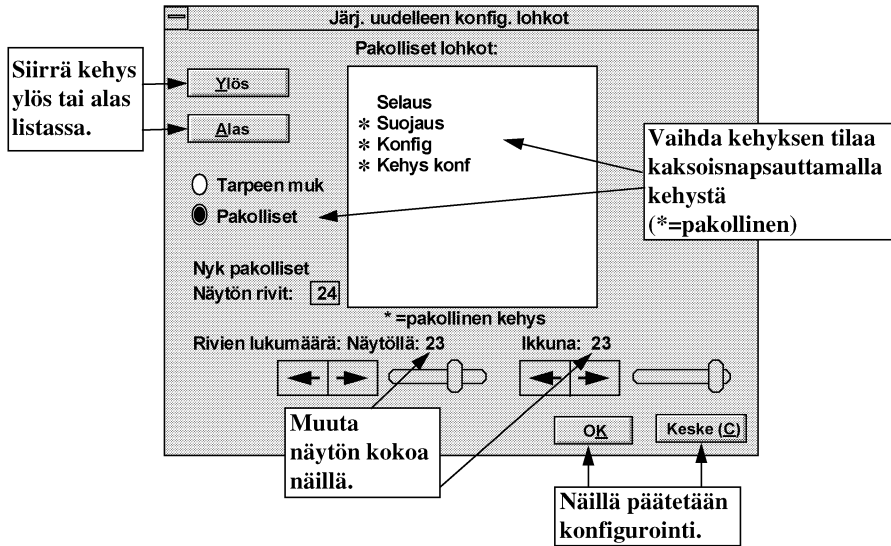 Järj. uudelleen konfig. lohkot
Pakolliset lohkot:
Siirrä kehys
ylös tai alas
listassa.
Ylös
Alas
Selaus
* Suojaus
* Konfig
* Kehys konf
Vaihda kehyksen tilaa
kaksoisnapsauttamalla
kehystä
(*=pakollinen)
Tarpeen muk
Pakolliset
Nyk pakolliset
Näytön rivit: 24
* =pakollinen kehys
Rivien lukumäärä: Näytöllä: 23 Ikkuna: 23
Muuta
näytön kokoa
näillä.
OK
Keske (C)
Näillä päätetään
konfigurointi.